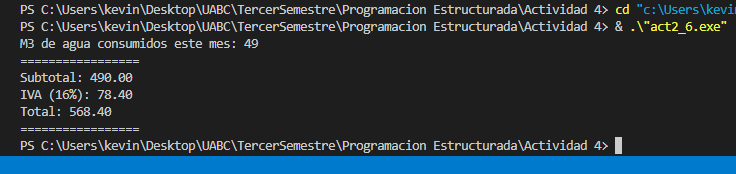 PS C:\Users\kevin\Desktop\UABC\TercerSemestre\Programacion Estructurada\Actividad 4> cd "c:\Users\kevin
PS C:\Users\kevin\Desktop\UABC\TercerSemestre\Programacion Estructurada\Actividad 4> & .\"act2_6.exe"
M3 de agua consumidos este mes: 49
=================
Subtotal: 490.00
IVA (16%): 78.40
Total: 568.40
=================
PS C:\Users\kevin\Desktop\UABC\TercerSemestre\Programacion Estructurada\Actividad 4>